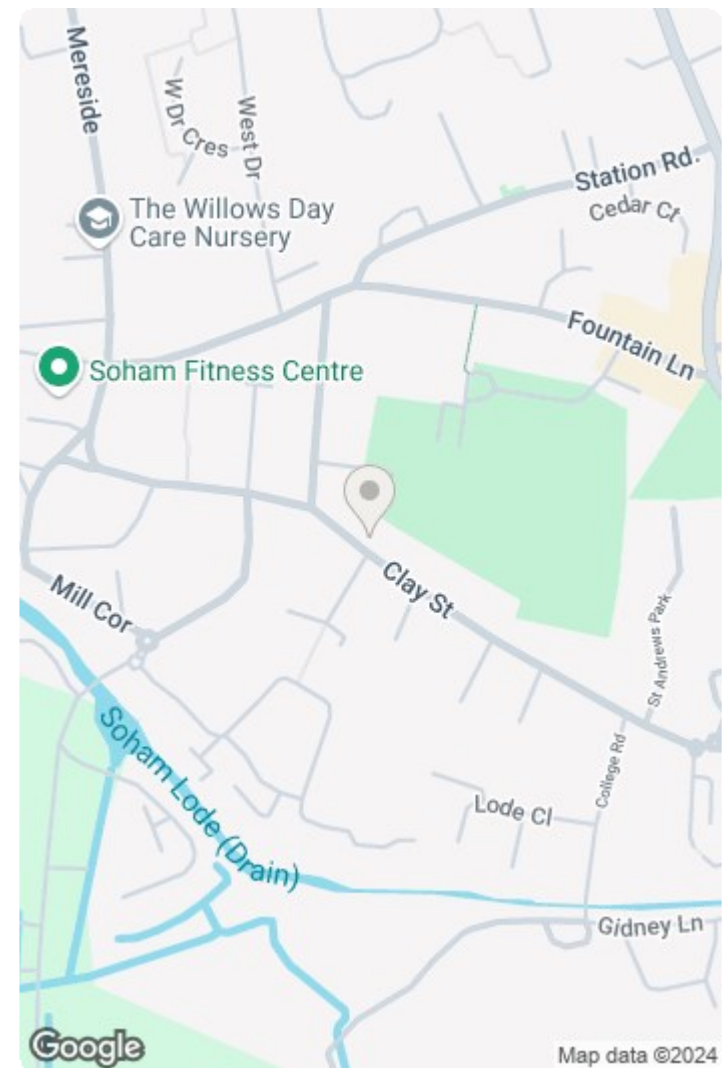 Mereside
W Dr Cres
West Dr
Station Rd.
Cedar Ct
The Willows Day
Care Nursery
Fountain Ln
Soham Fitness Centre
Clay St
Mill Cor
St Andrews Park
Soham Lode (Drain)
College Rd
Lode Cl
Gidney Ln
Google
Map data ©2024